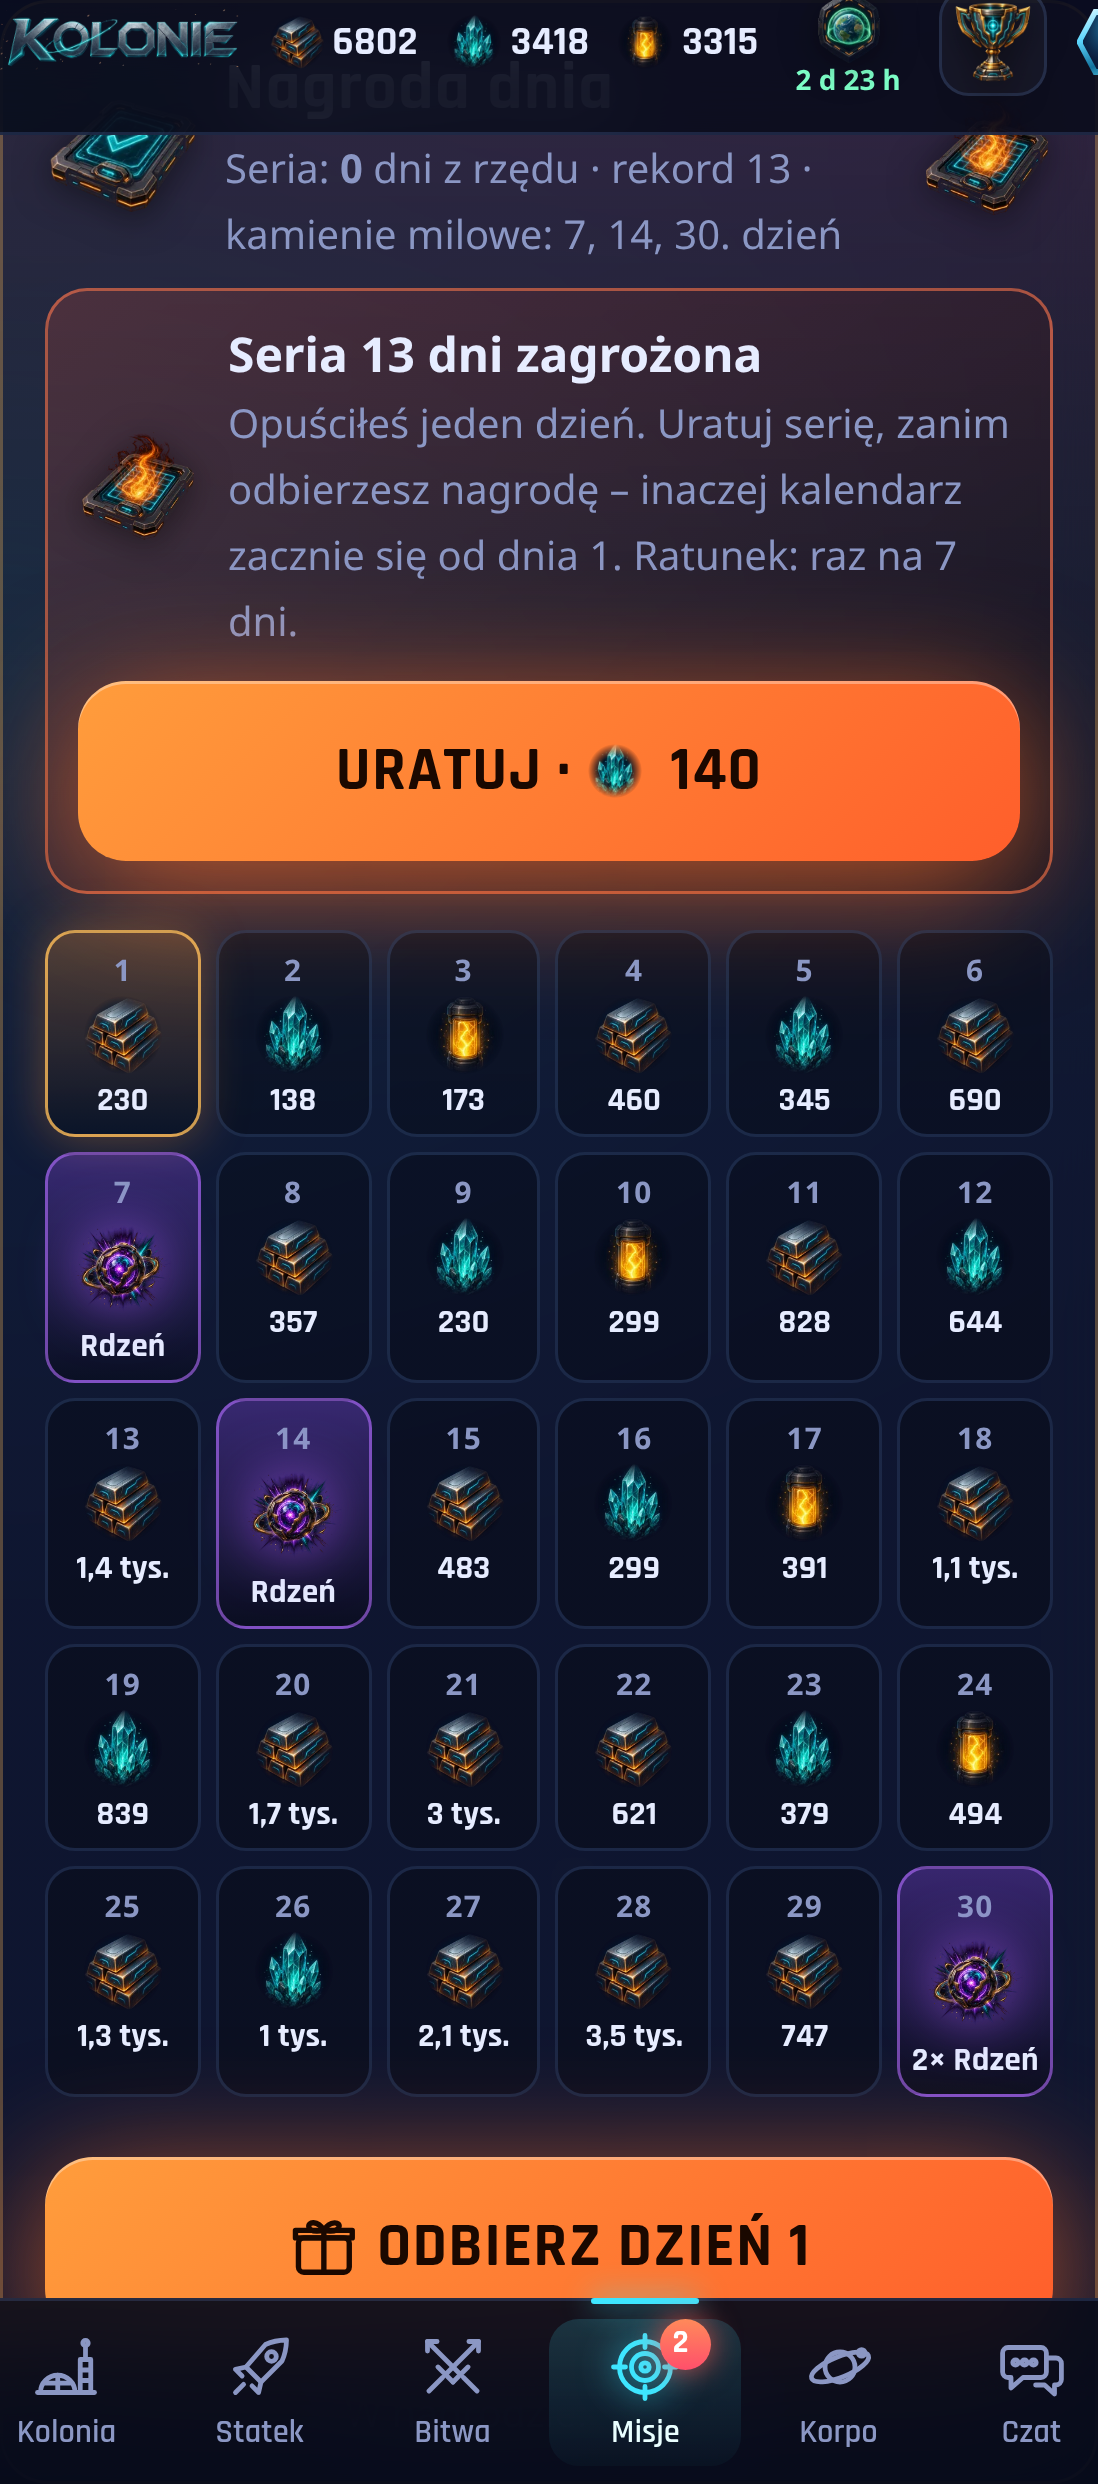 KOLONIE 6802 3418 3315
2 d 23 h
Nagroda dnia
Seria: 0 dni z rzędu · rekord 13 ·
kamienie milowe: 7, 14, 30. dzień
Seria 13 dni zagrożona
Opuściłeś jeden dzień. Uratuj serię, zanim
odbierzesz nagrodę – inaczej kalendarz
zacznie się od dnia 1. Ratunek: raz na 7
dni.
URATUJ · 140
1 2 3 4 5 6
230 138 173 460 345 690
7 8 9 10 11 12
Rdzeń 357 230 299 828 644
13 14 15 16 17 18
1,4 tys. Rdzeń 483 299 391 1,1 tys.
19 20 21 22 23 24
839 1,7 tys. 3 tys. 621 379 494
25 26 27 28 29 30
1,3 tys. 1 tys. 2,1 tys. 3,5 tys. 747 2× Rdzeń
ODBIERZ DZIEŃ 1
2
Kolonia Statek Bitwa Misje Korpo Czat